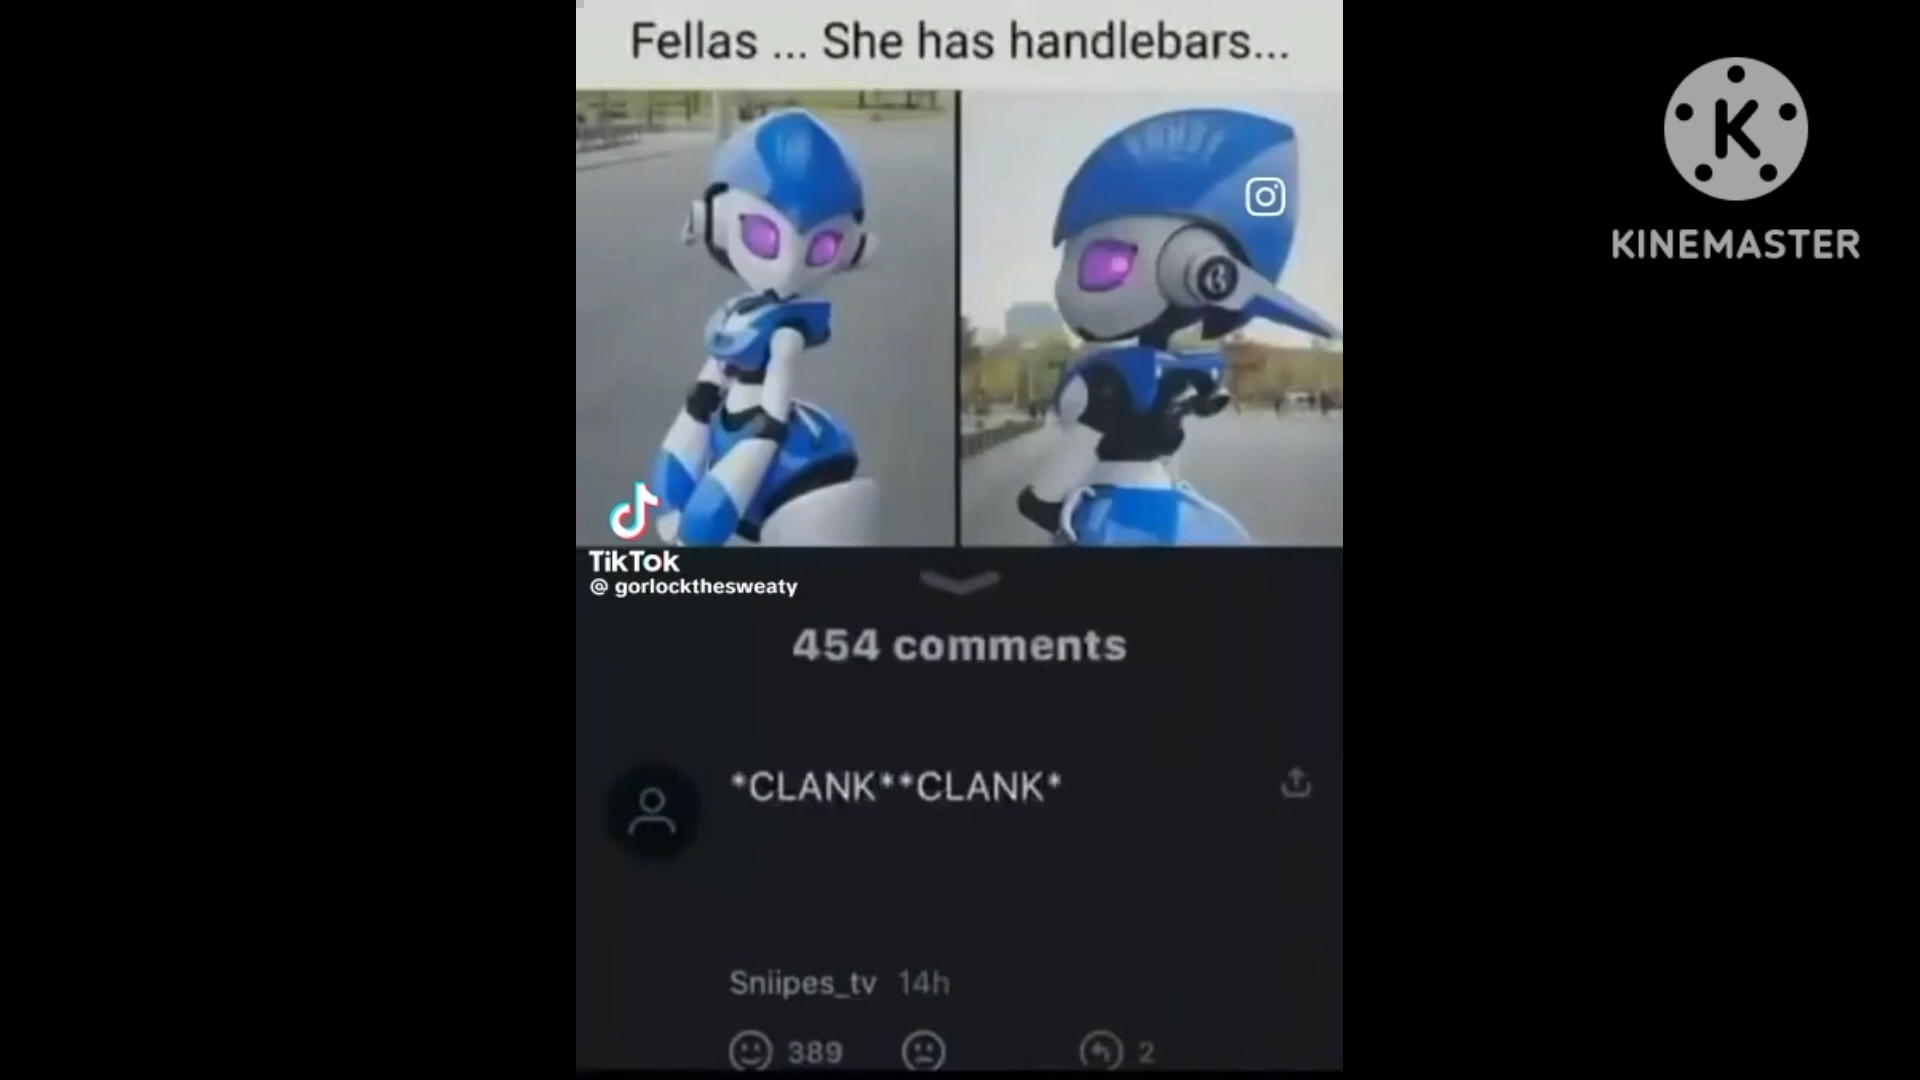 Fellas ... She has handlebars...
K
KINEMASTER
TikTok
@ gorlockthesweaty
454 comments
*CLANK**CLANK*
Sniipes_tv 14h
389
2